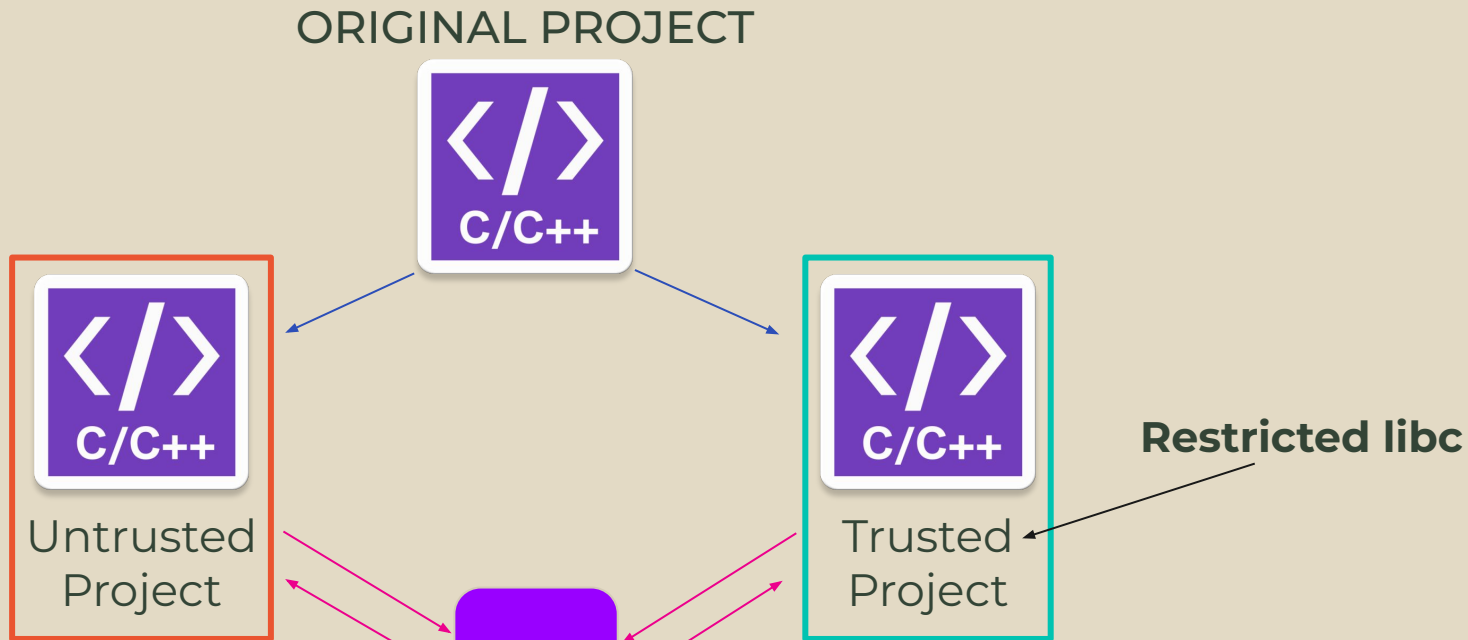 ORIGINAL PROJECT
</>
C/C++
</>
C/C++
Untrusted
Project
</>
C/C++
Trusted
Project
Restricted libc